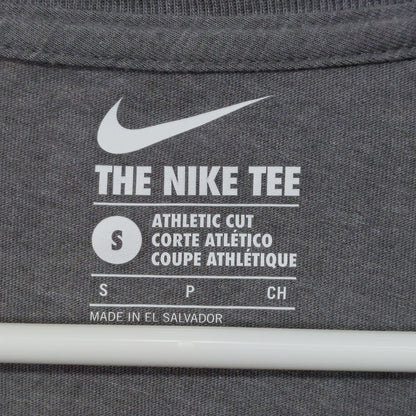 THE NIKE TEE
S
ATHLETIC CUT
CORTE ATLÉTICO
COUPE ATHLÉTIQUE
S P CH
MADE IN EL SALVADOR